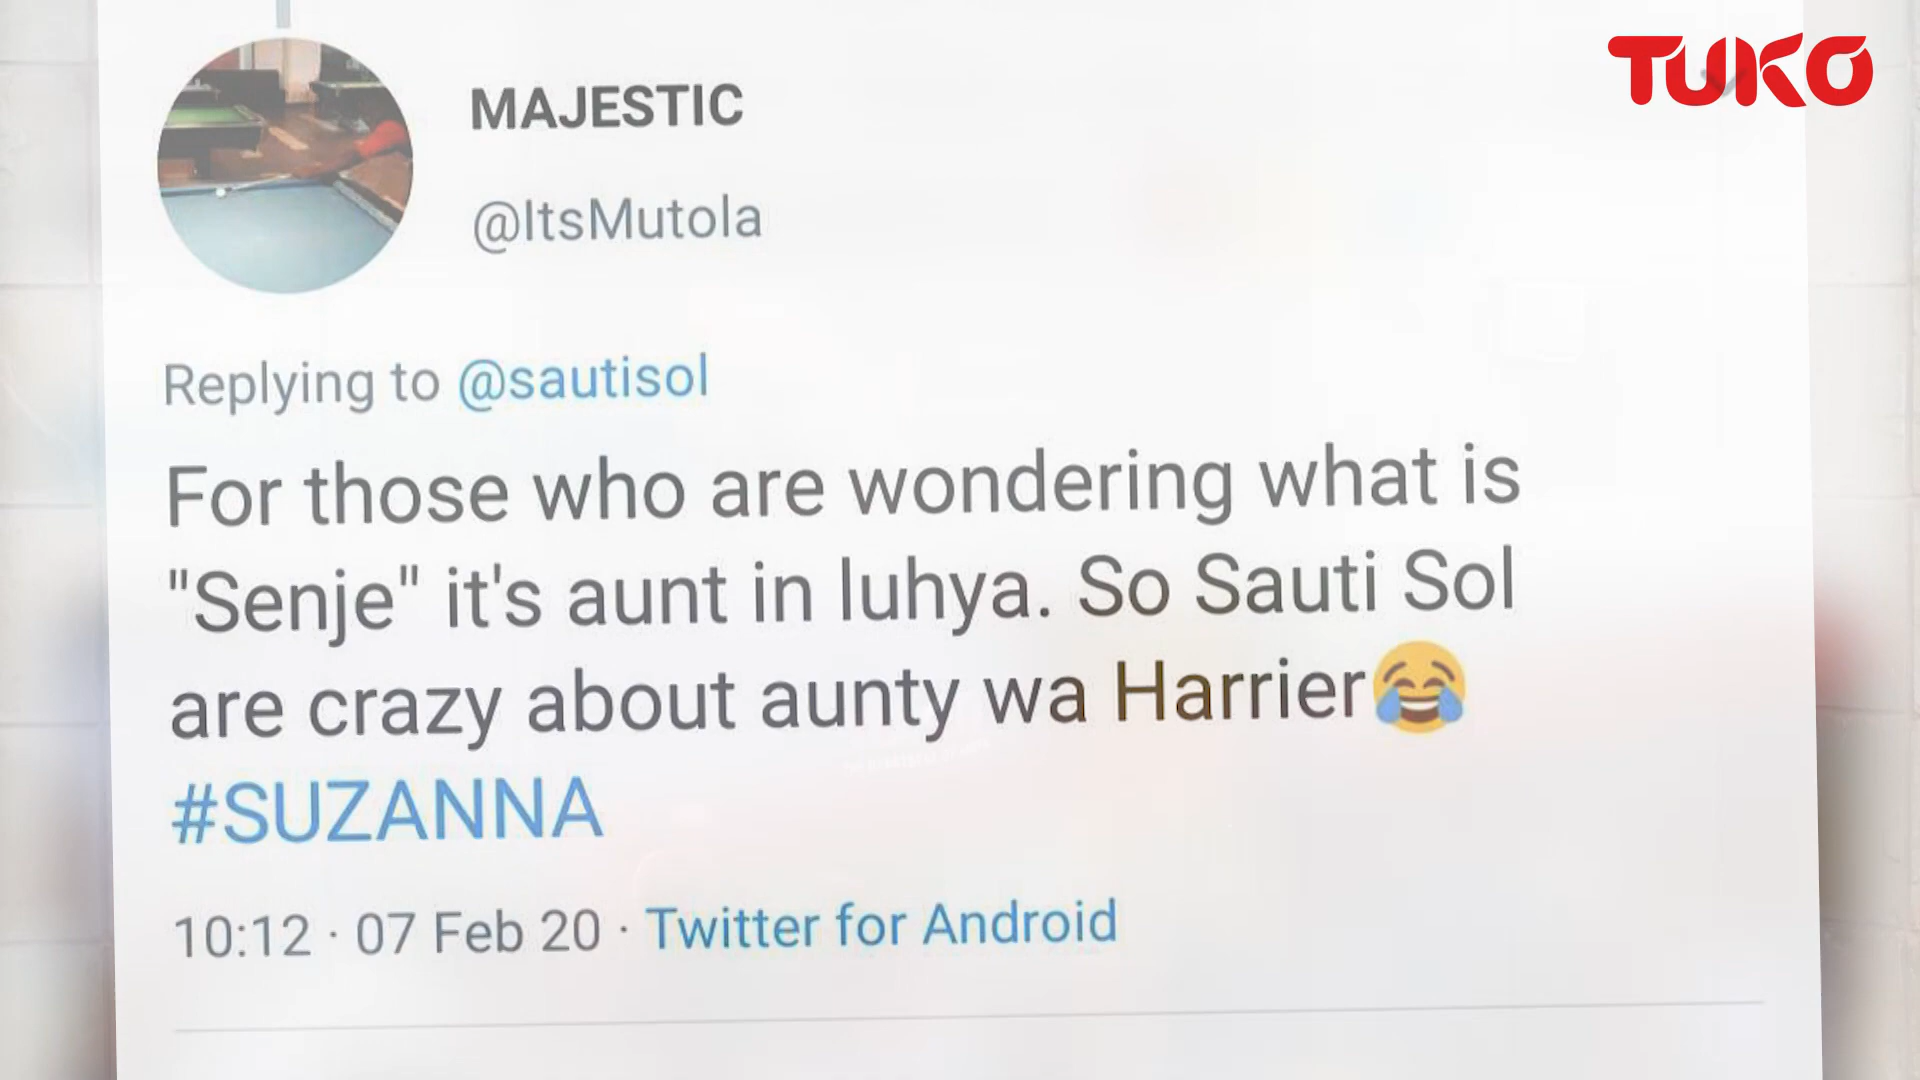 TUKO
MAJESTIC
@ItsMutola
Replying to @sautisol
For those who are wondering what is
"Senje" it's aunt in luhya. So Sauti Sol
are crazy about aunty wa Harrier😂
#SUZANNA
10:12 · 07 Feb 20 · Twitter for Android